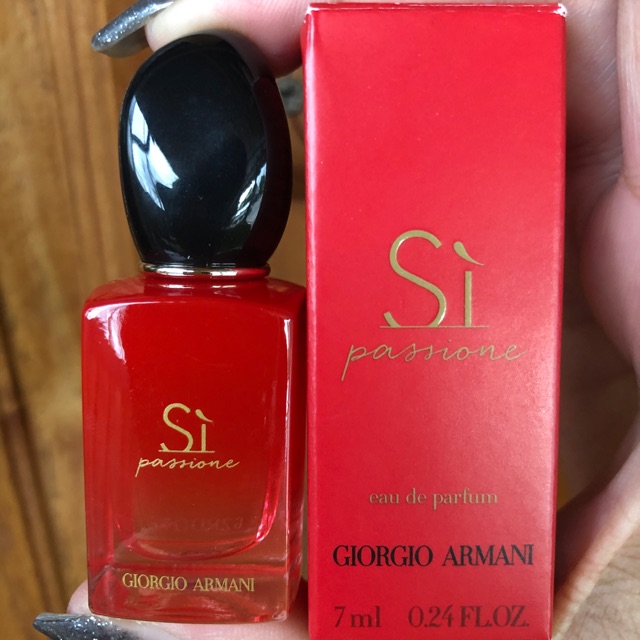 Sì
passione
GIORGIO ARMANI
Sì
passione
eau de parfum
GIORGIO ARMANI
7 ml 0.24 FL.OZ.